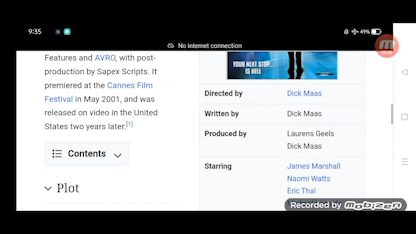 9:35
49%
No internet connection
Features and AVRO, with post-
production by Sapex Scripts. It
premiered at the Cannes Film
Festival in May 2001, and was
released on video in the United
States two years later.[1]
Contents
Plot
YOUR NEXT STOP...
IS HELL
Directed by Dick Maas
Written by Dick Maas
Produced by Laurens Geels
Dick Maas
Starring James Marshall
Naomi Watts
Eric Thal
Recorded by Mobizen